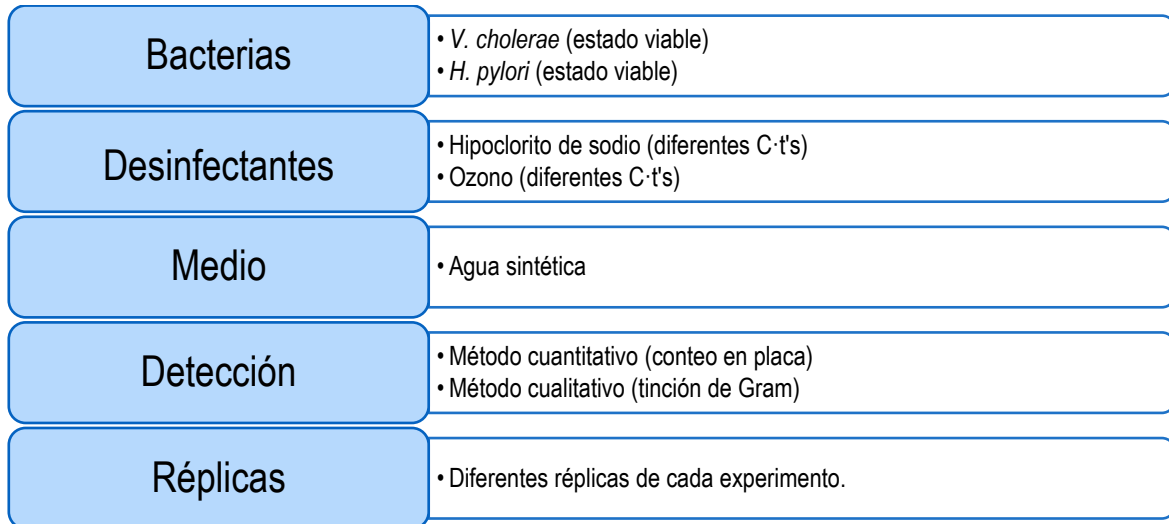 Bacterias
• V. cholerae (estado viable)
• H. pylori (estado viable)
Desinfectantes
• Hipoclorito de sodio (diferentes C·t's)
• Ozono (diferentes C·t's)
Medio
• Agua sintética
Detección
• Método cuantitativo (conteo en placa)
• Método cualitativo (tinción de Gram)
Réplicas
• Diferentes réplicas de cada experimento.